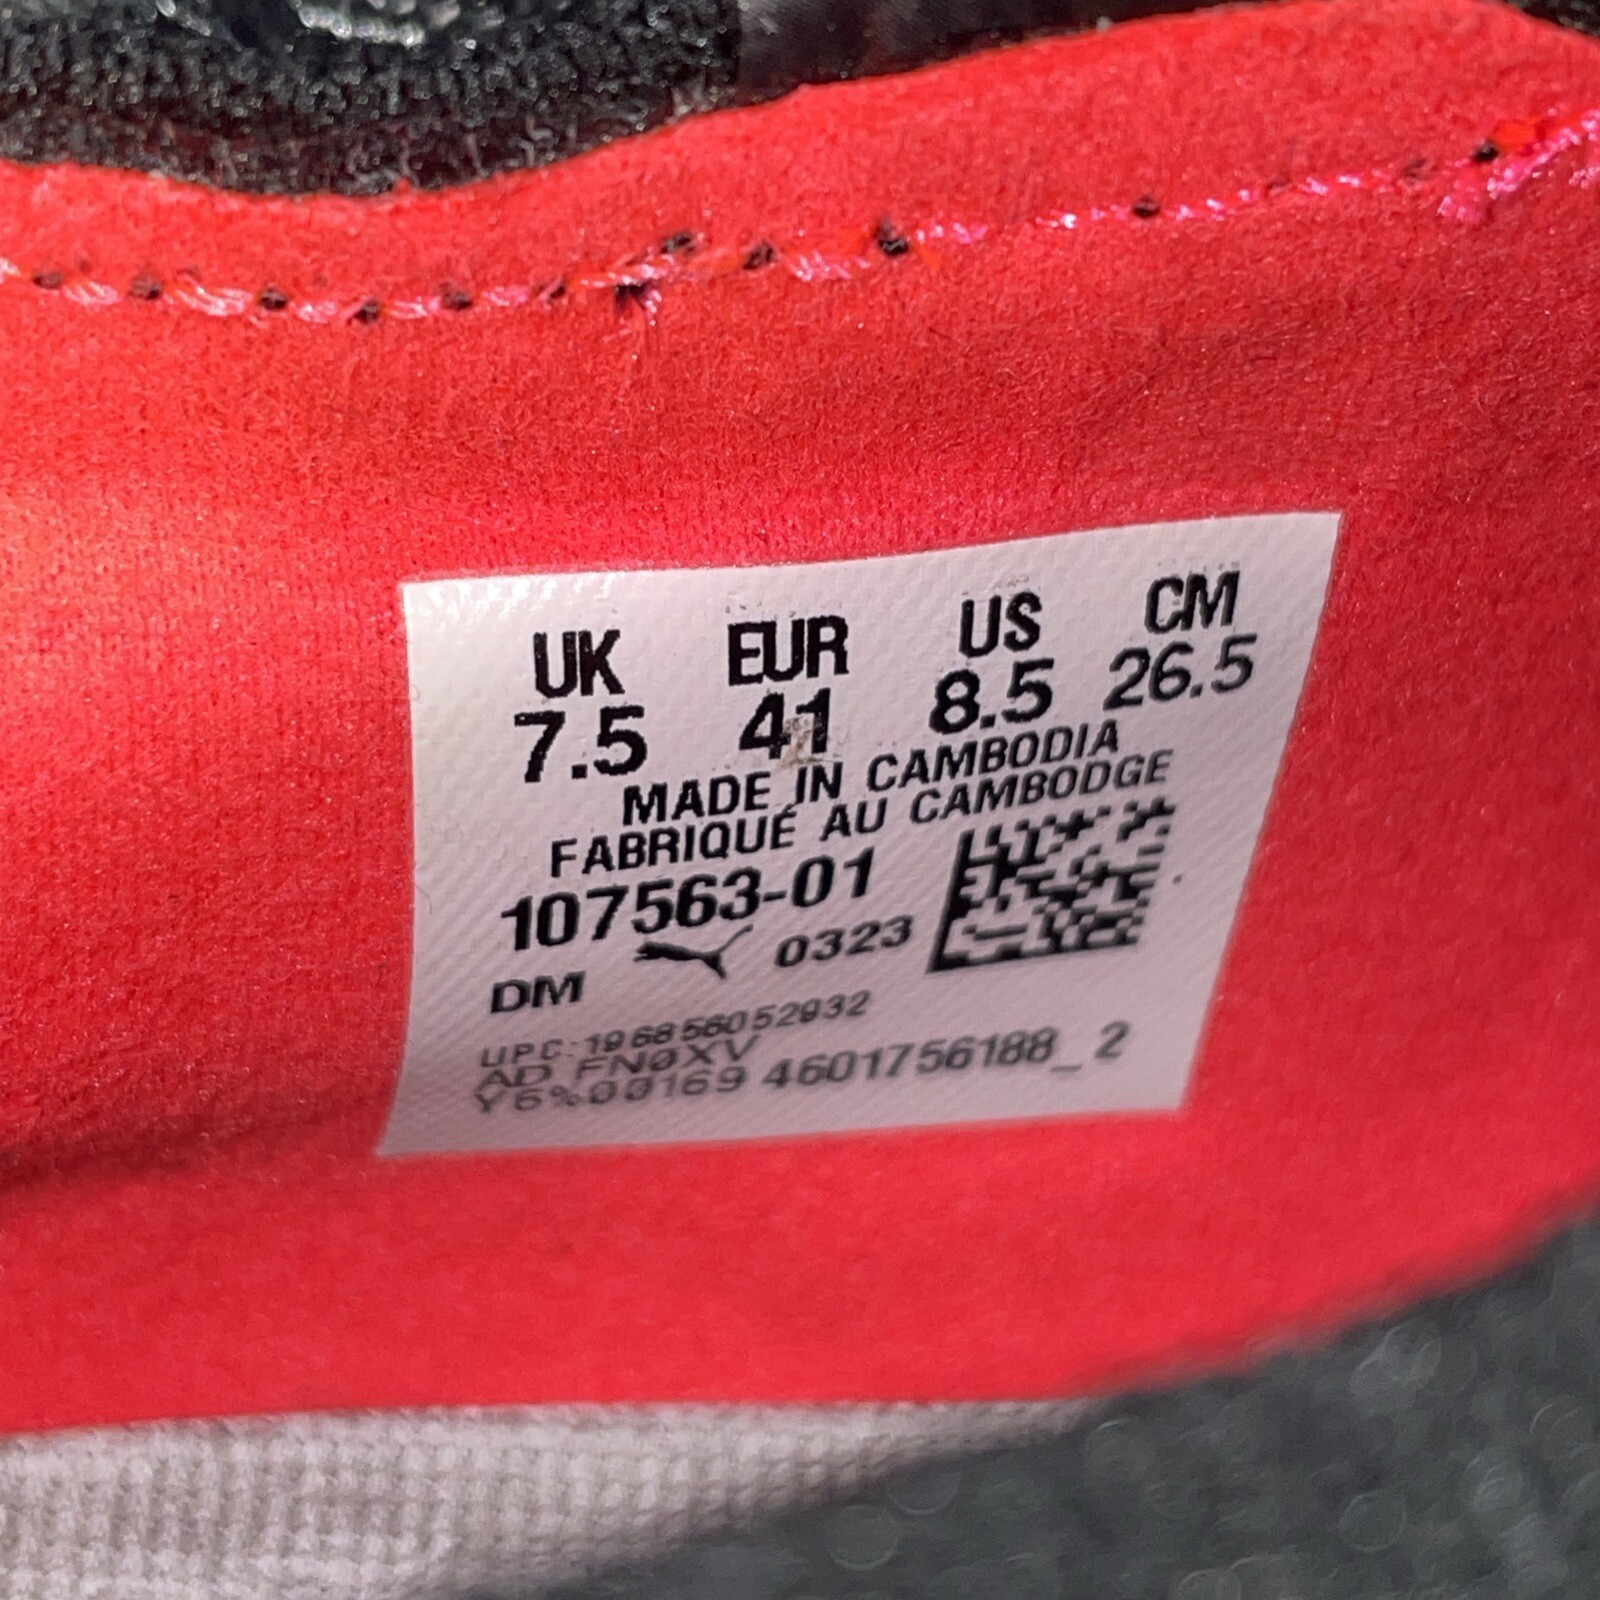 UK EUR US CM
7.5 41 8.5 26.5
MADE IN CAMBODIA
FABRIQUÉ AU CAMBODGE
107563-01
DM 0323
UPC:196856052932
AD FN0XV
Y6%00169 4601756188_2